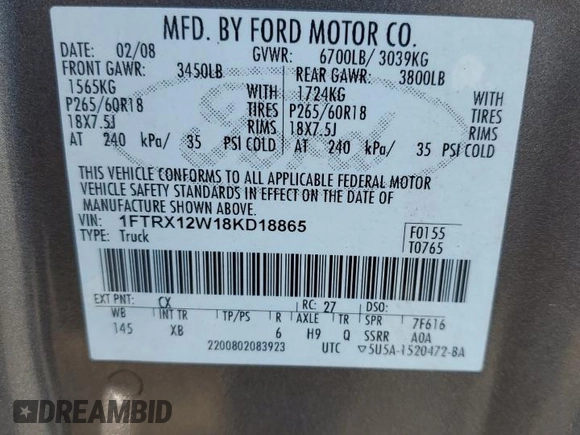 MFD. BY FORD MOTOR CO.
DATE: 02/08 GVWR: 6700LB/ 3039KG
FRONT GAWR: 3450LB REAR GAWR: 3800LB
1565KG WITH 1724KG WITH
P265/60R18 TIRES P265/60R18 TIRES
18X7.5J RIMS 18X7.5J RIMS
AT 240 kPa/ 35 PSI COLD AT 240 kPa/ 35 PSI COLD
THIS VEHICLE CONFORMS TO ALL APPLICABLE FEDERAL MOTOR
VEHICLE SAFETY STANDARDS IN EFFECT ON THE DATE OF
MANUFACTURE SHOWN ABOVE.
VIN: 1FTRX12W18KD18865 F0155
TYPE: Truck T0765
EXT PNT: CX RC: 27 DSO:
WB INT TR TP/PS R AXLE TR SPR 7F616
145 XB 6 H9 Q SSRR A0A
2200802083923 UTC ▽5U5A-1520472-BA
Ford
DREAMBID